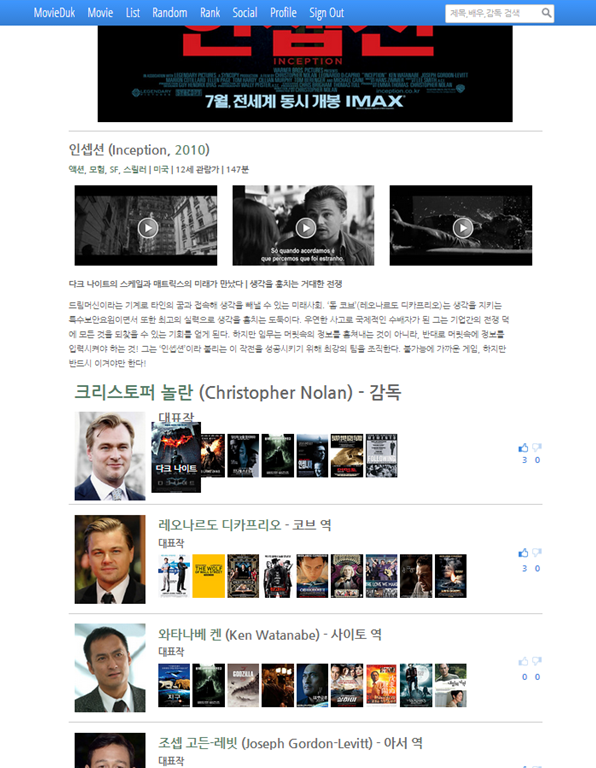 MovieDuk Movie List Random Rank Social Profile Sign Out 제목,배우,감독 검색
인셉션
INCEPTION
7월, 전세계 동시 개봉 IMAX
인셉션 (Inception, 2010)
액션, 모험, SF, 스릴러 | 미국 | 12세 관람가 | 147분
Só quando acordamos é
que percemos que foi estranho.
다크 나이트의 스케일과 매트릭스의 미래가 만났다 | 생각을 훔치는 거대한 전쟁
드림머신이라는 기계로 타인의 꿈과 접속해 생각을 빼낼 수 있는 미래사회. '돔 코브'(레오나르도 디카프리오)는 생각을 지키는
특수보안요원이면서 또한 최고의 실력으로 생각을 훔치는 도둑이다. 우연한 사고로 국제적인 수배자가 된 그는 기업간의 전쟁 덕
에 모든 것을 되찾을 수 있는 기회를 얻게 된다. 하지만 임무는 머릿속의 정보를 훔쳐내는 것이 아니라, 반대로 머릿속에 정보를
입력시켜야 하는 것! 그는 '인셉션'이라 불리는 이 작전을 성공시키기 위해 최강의 팀을 조직한다. 불가능에 가까운 게임, 하지만
반드시 이겨야만 한다!
크리스토퍼 놀란 (Christopher Nolan) - 감독
대표작
다크 나이트
3 0
레오나르도 디카프리오 - 코브 역
대표작
THE WOLF
3 0
와타나베 켄 (Ken Watanabe) - 사이토 역
대표작
지구
GODZILLA
0 0
조셉 고든-레빗 (Joseph Gordon-Levitt) - 아서 역
대표작